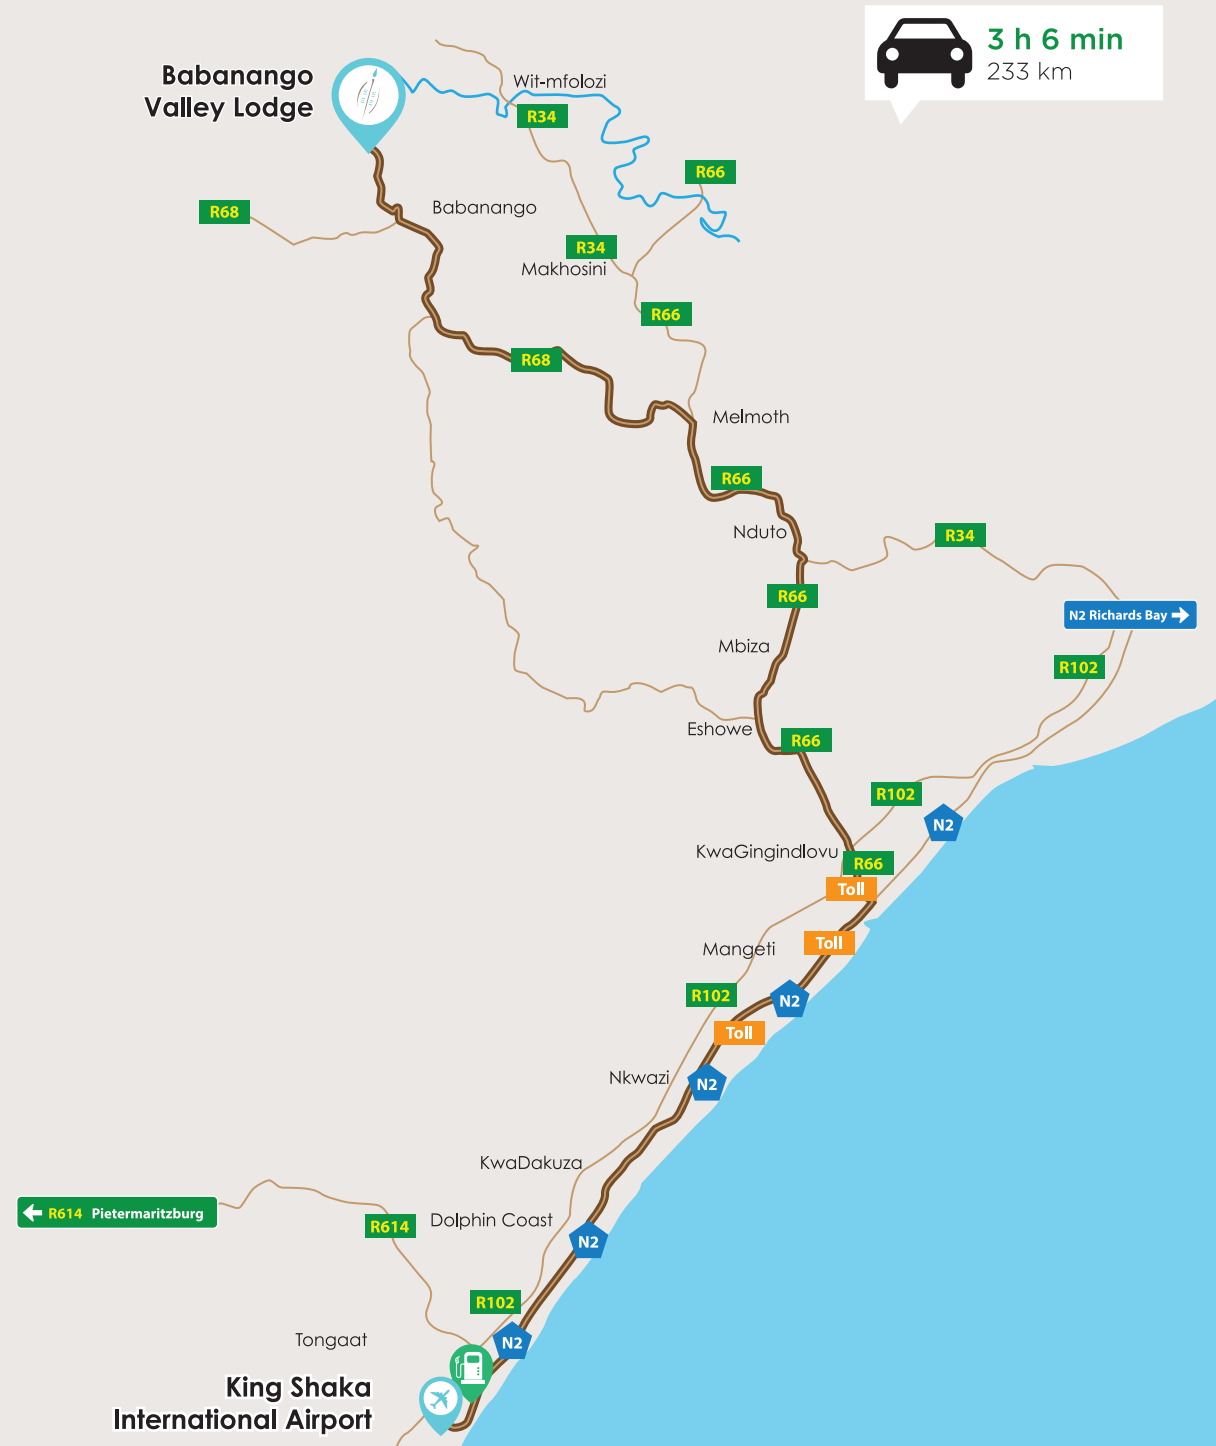 3 h 6 min
233 km
Babanango
Valley Lodge
Wit-mfolozi
R34
R66
R68
Babanango
R34
Makhosini
R66
R68
Melmoth
R66
Nduto
R34
R66
N2 Richards Bay
Mbiza
R102
Eshowe
R66
R102
N2
KwaGingindlovu
R66
Toll
Mangeti
Toll
R102
N2
Toll
Nkwazi
N2
KwaDakuza
R614 Pietermaritzburg
R614
Dolphin Coast
N2
R102
Tongaat
N2
King Shaka
International Airport